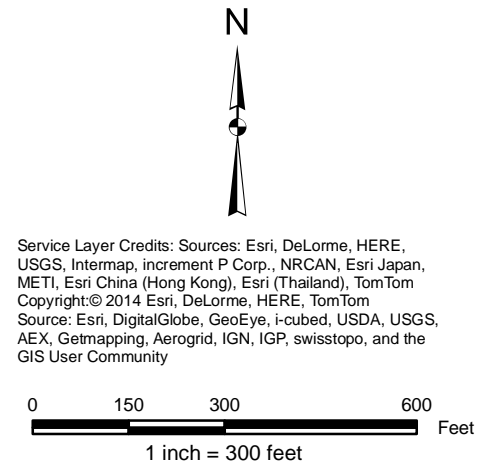 N
Service Layer Credits: Sources: Esri, DeLorme, HERE,
USGS, Intermap, increment P Corp., NRCAN, Esri Japan,
METI, Esri China (Hong Kong), Esri (Thailand), TomTom
Copyright:© 2014 Esri, DeLorme, HERE, TomTom
Source: Esri, DigitalGlobe, GeoEye, i-cubed, USDA, USGS,
AEX, Getmapping, Aerogrid, IGN, IGP, swisstopo, and the
GIS User Community
0 150 300 600
Feet
1 inch = 300 feet